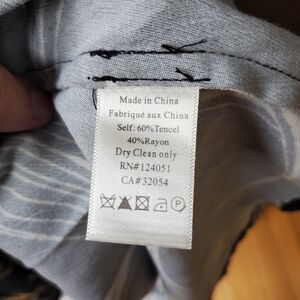 Made in China
Fabriqué aux China
Self: 60%Tencel
40%Rayon
Dry Clean only
RN#124051
CA#32054
P